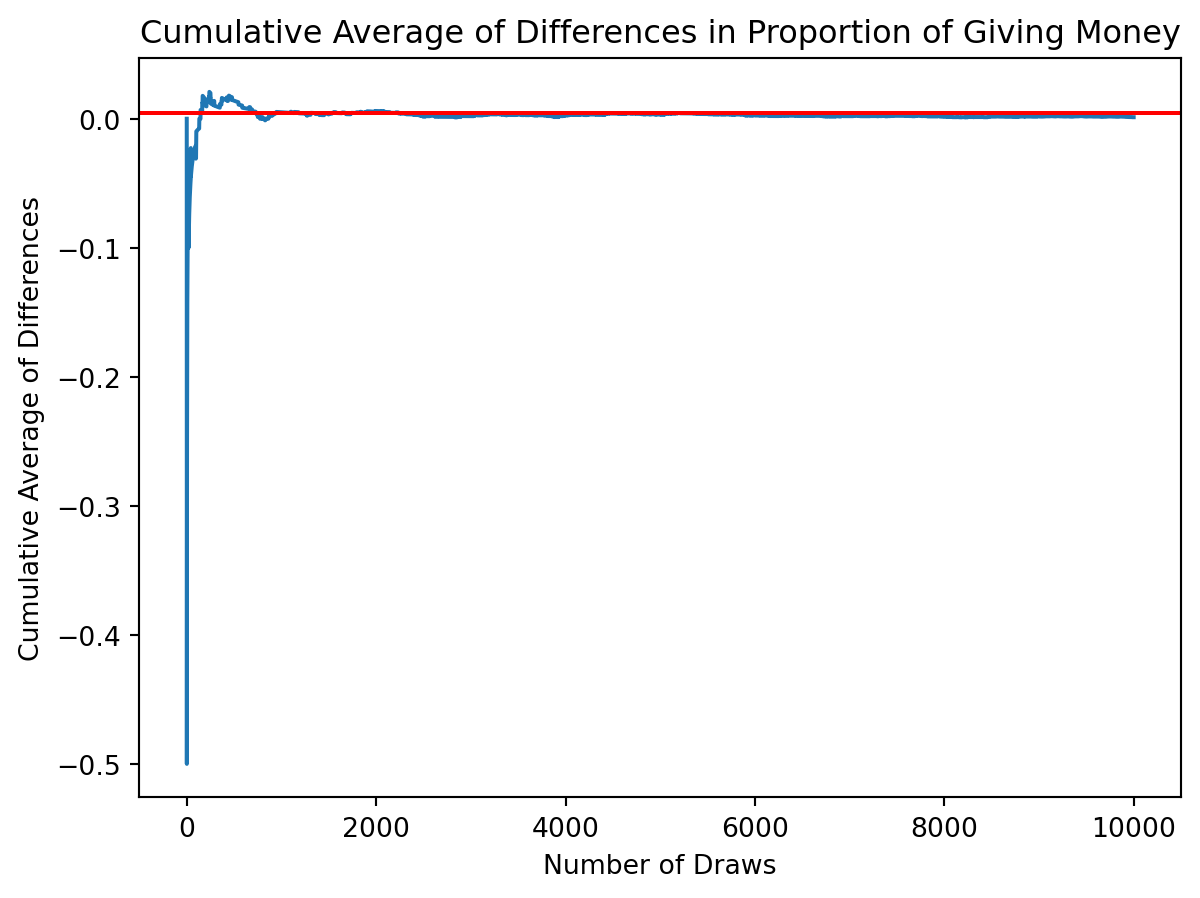 Cumulative Average of Differences in Proportion of Giving Money
Cumulative Average of Differences
0.0
−0.1
−0.2
−0.3
−0.4
−0.5
0 2000 4000 6000 8000 10000
Number of Draws